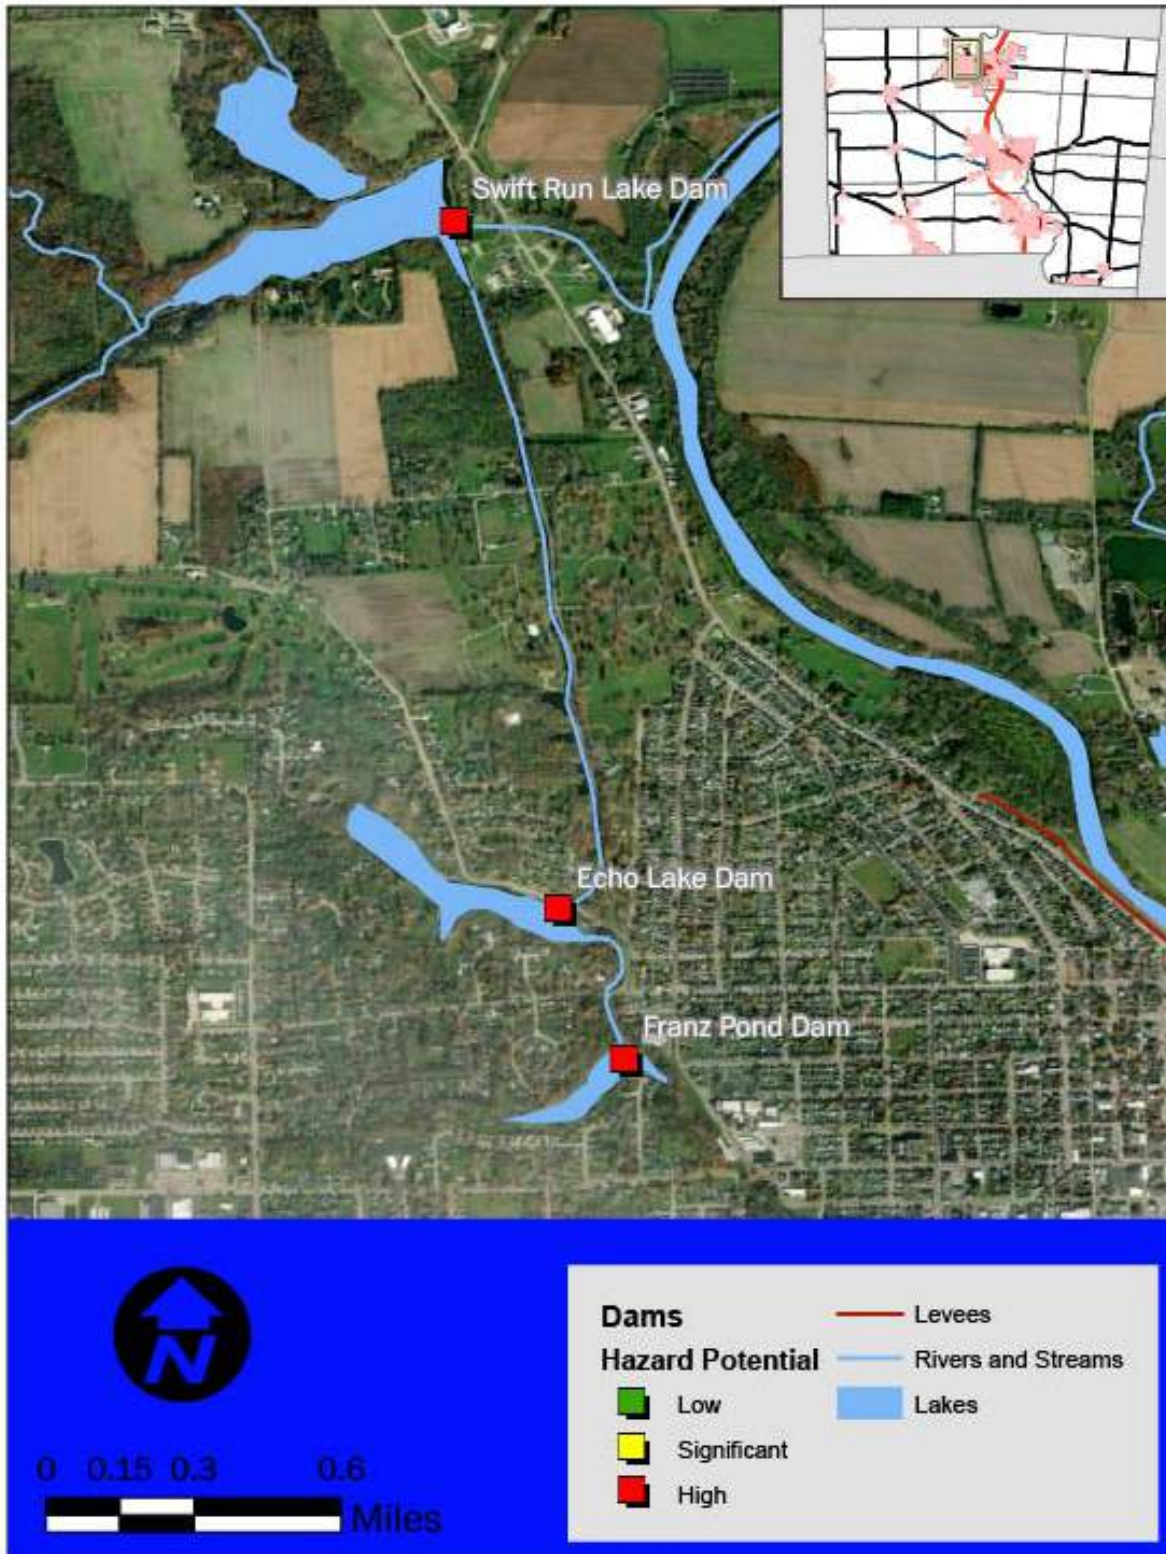 Swift Run Lake Dam
Echo Lake Dam
Franz Pond Dam
N
0 0.15 0.3 0.6
Miles
Dams
Hazard Potential
Low
Significant
High
Levees
Rivers and Streams
Lakes